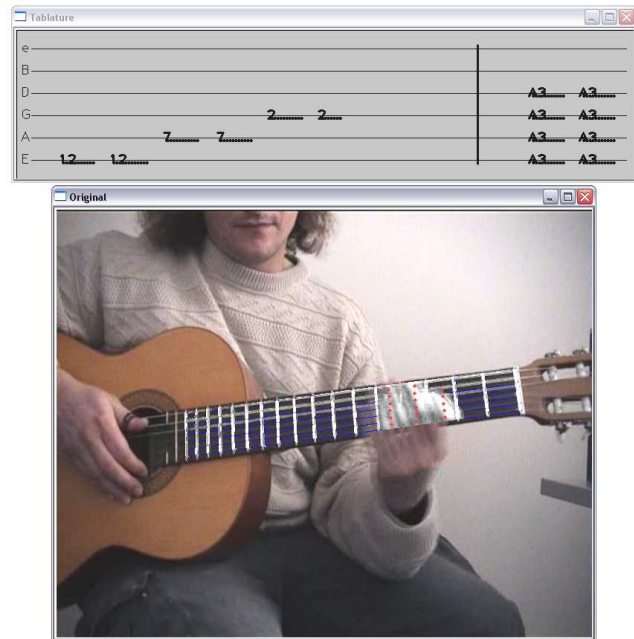 Tablature
e
B
D A3 A3
G 2 2 A3 A3
A 7 7 A3 A3
E 12 12 A3 A3
Original